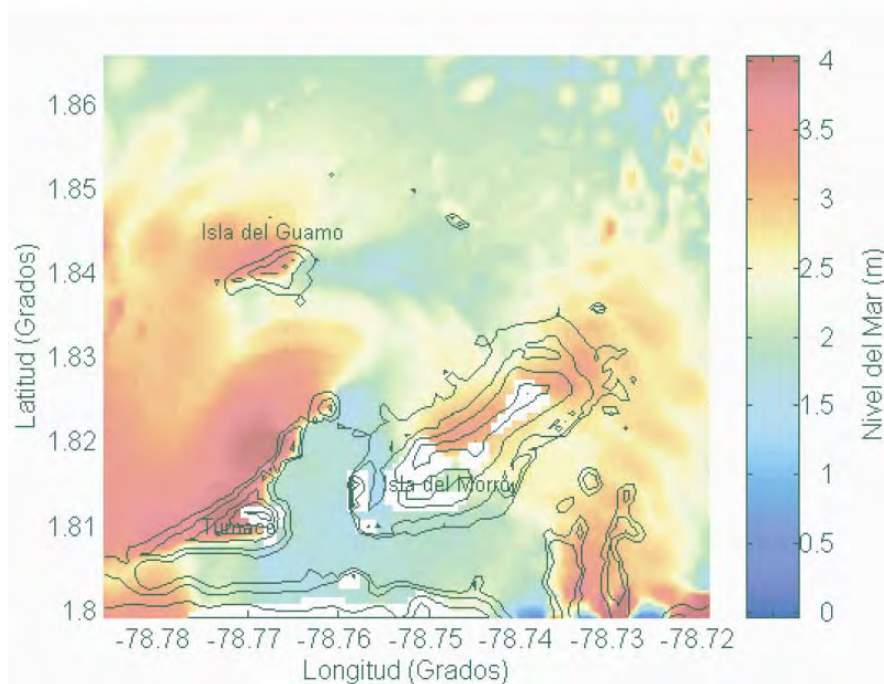 1.86
1.85
1.84
1.83
1.82
1.81
1.8
Latitud (Grados)
Isla del Guamo
Isla del Morro
Tumaco
-78.78 -78.77 -78.76 -78.75 -78.74 -78.73 -78.72
Longitud (Grados)
4
3.5
3
2.5
2
1.5
1
0.5
0
Nivel del Mar (m)